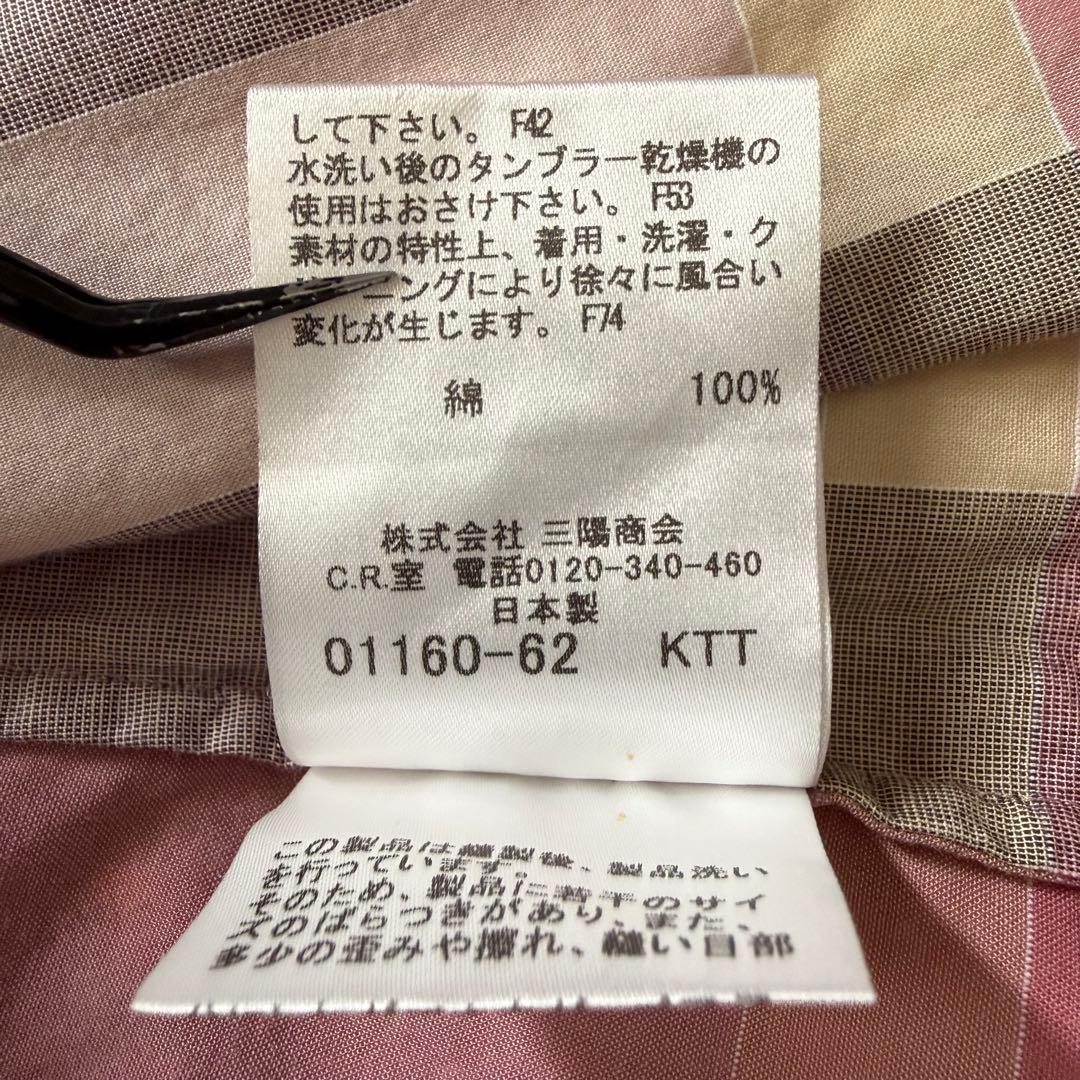 して下さい。 F42
水洗い後のタンブラー乾燥機の
使用はおさけ下さい。 F53
素材の特性上、着用・洗濯・ク
ニングにより徐々に風合い
変化が生じます。 F74
綿 100%
株式会社 三陽商会
C.R.室 電話0120-340-460
日本製
01160-62 KTT
この製品は縫製後、製品洗い
を行っています。
そのため、製品に若干のサイ
ズのばらつきがあり、また、
多少の歪みや擦れ、縫い目部